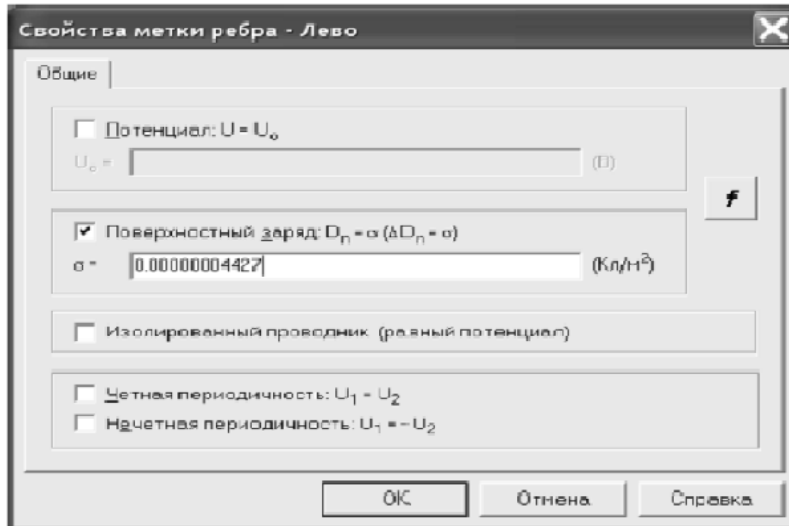 Свойства метки ребра - Лево
Общие
Потенциал: U = U₀
U₀ = (В)
f
Поверхностный заряд: Dₙ = σ (ΔDₙ = σ)
σ = 0.00000004427 (Кл/м²)
Изолированный проводник (равный потенциал)
Четная периодичность: U₁ = U₂
Нечетная периодичность: U₁ = -U₂
ОК Отмена Справка